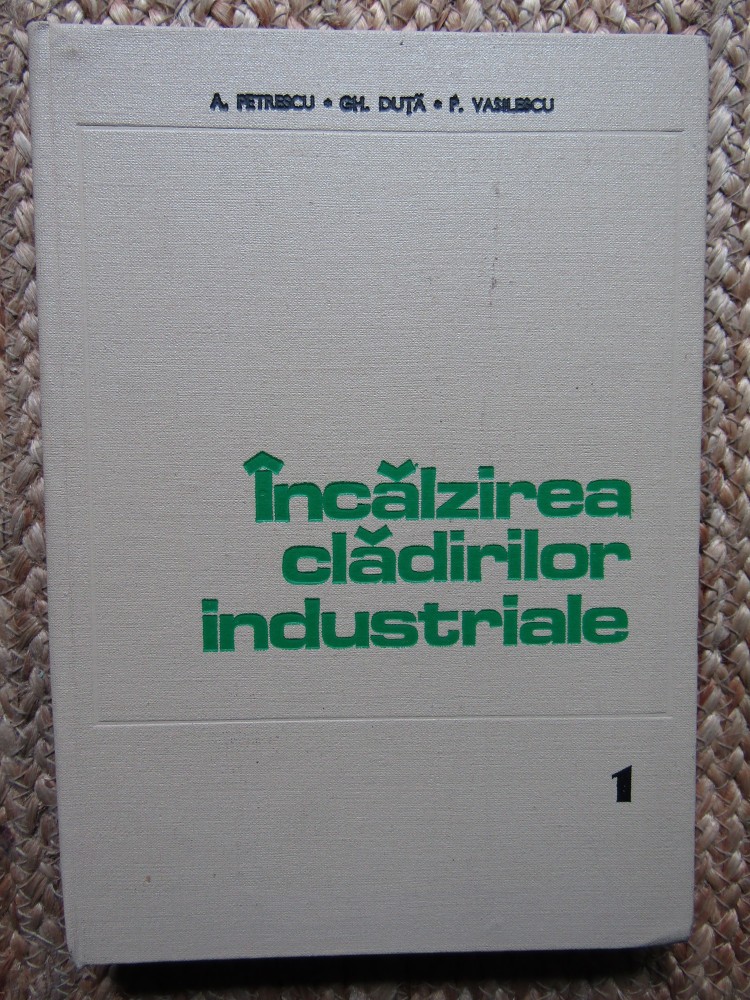 A. PETRESCU • GH. DUȚĂ • P. VASILESCU
Încălzirea
clădirilor
industriale
1